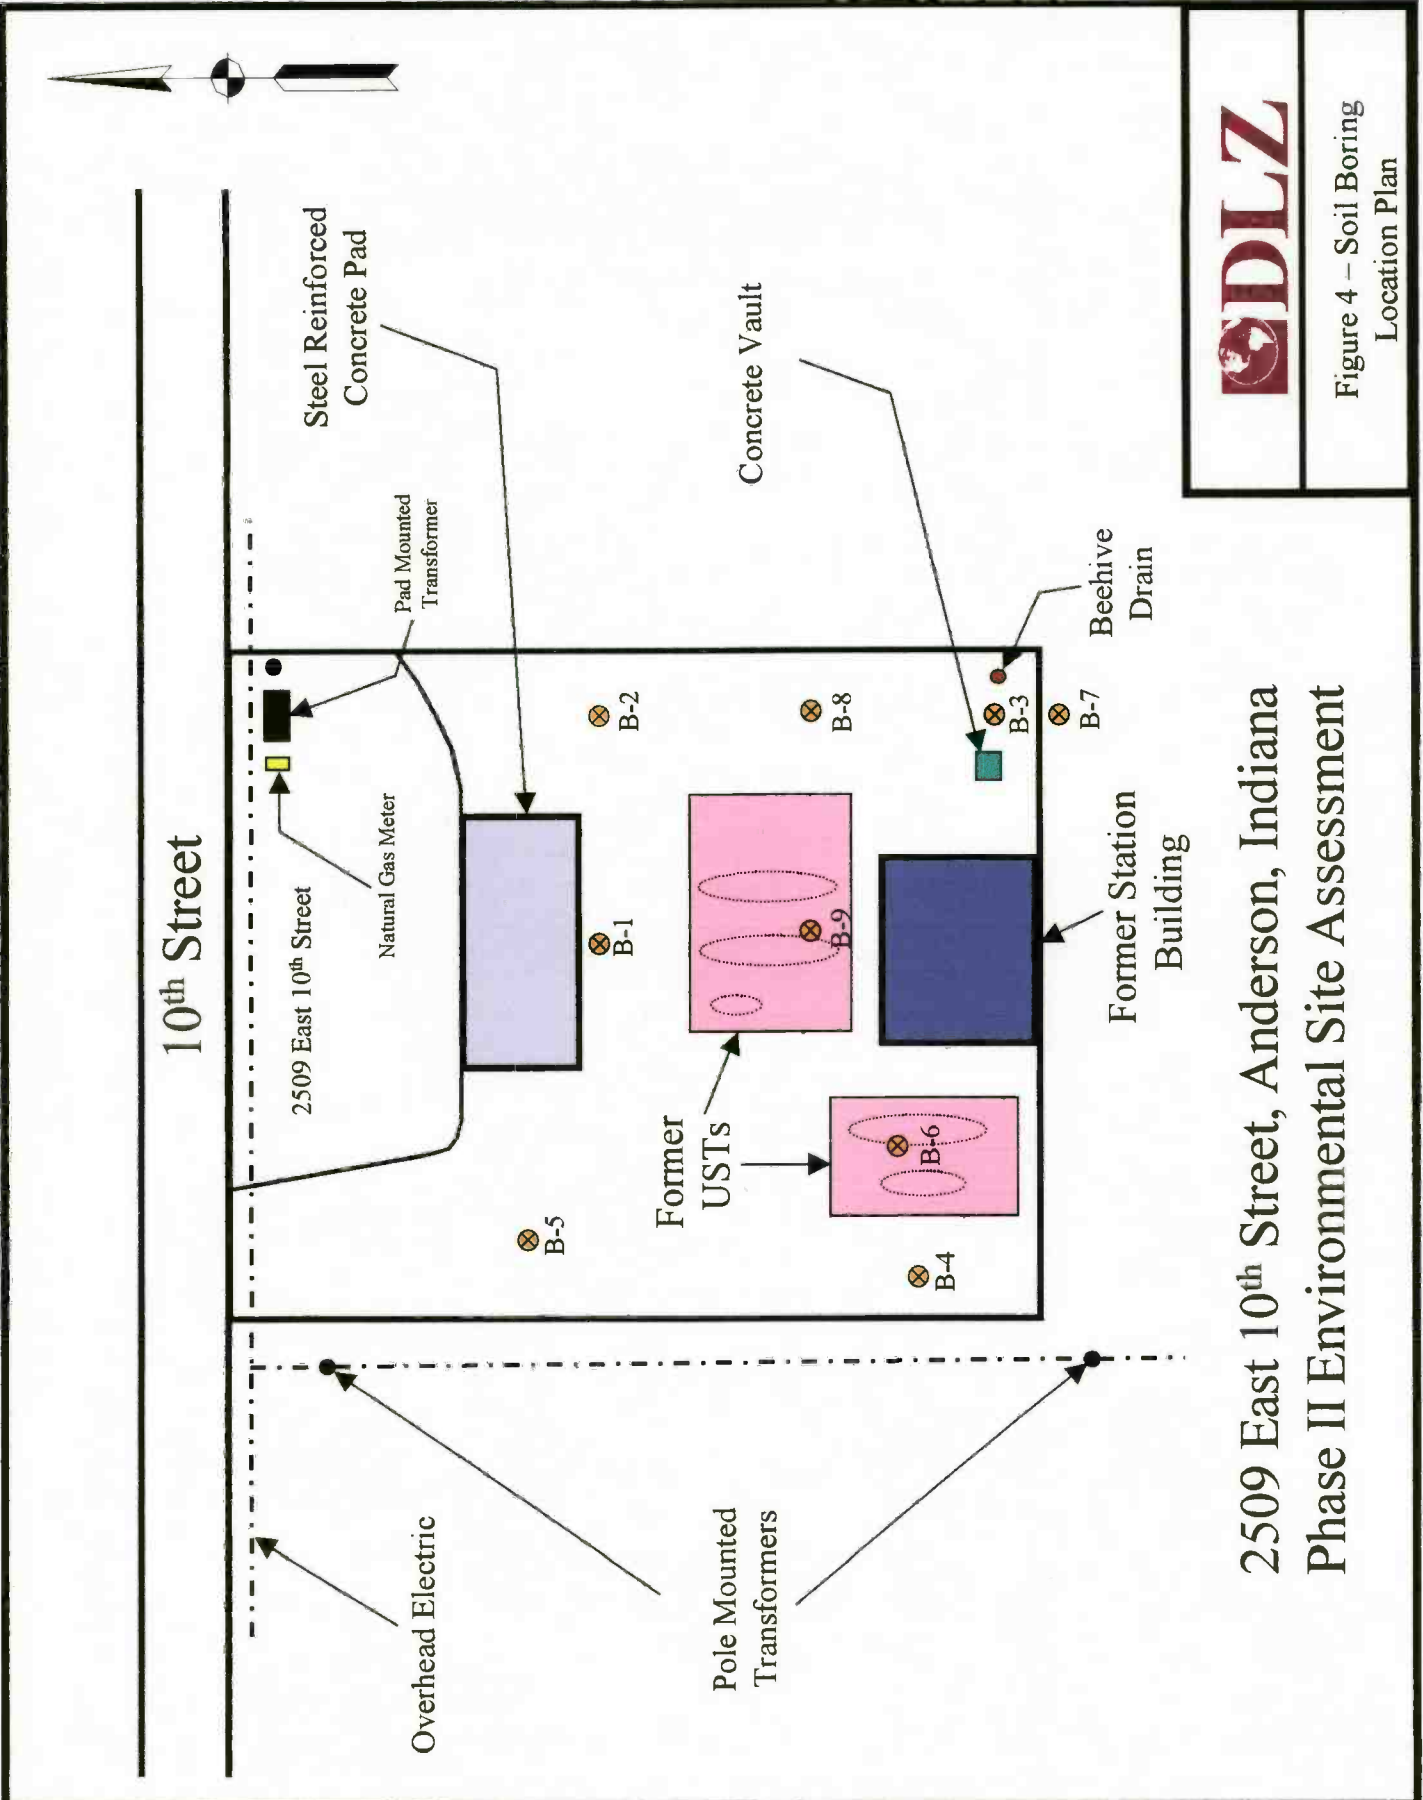 10th Street
2509 East 10th Street
Natural Gas Meter
Pad Mounted
Transformer
Steel Reinforced
Concrete Pad
Overhead Electric
B-5
B-1
B-2
Former
USTs
B-9
B-8
Concrete Vault
Pole Mounted
Transformers
B-4
B-6
B-3
B-7
Former Station
Building
Beehive
Drain
2509 East 10th Street, Anderson, Indiana
Phase II Environmental Site Assessment
DLZ
Figure 4 – Soil Boring
Location Plan